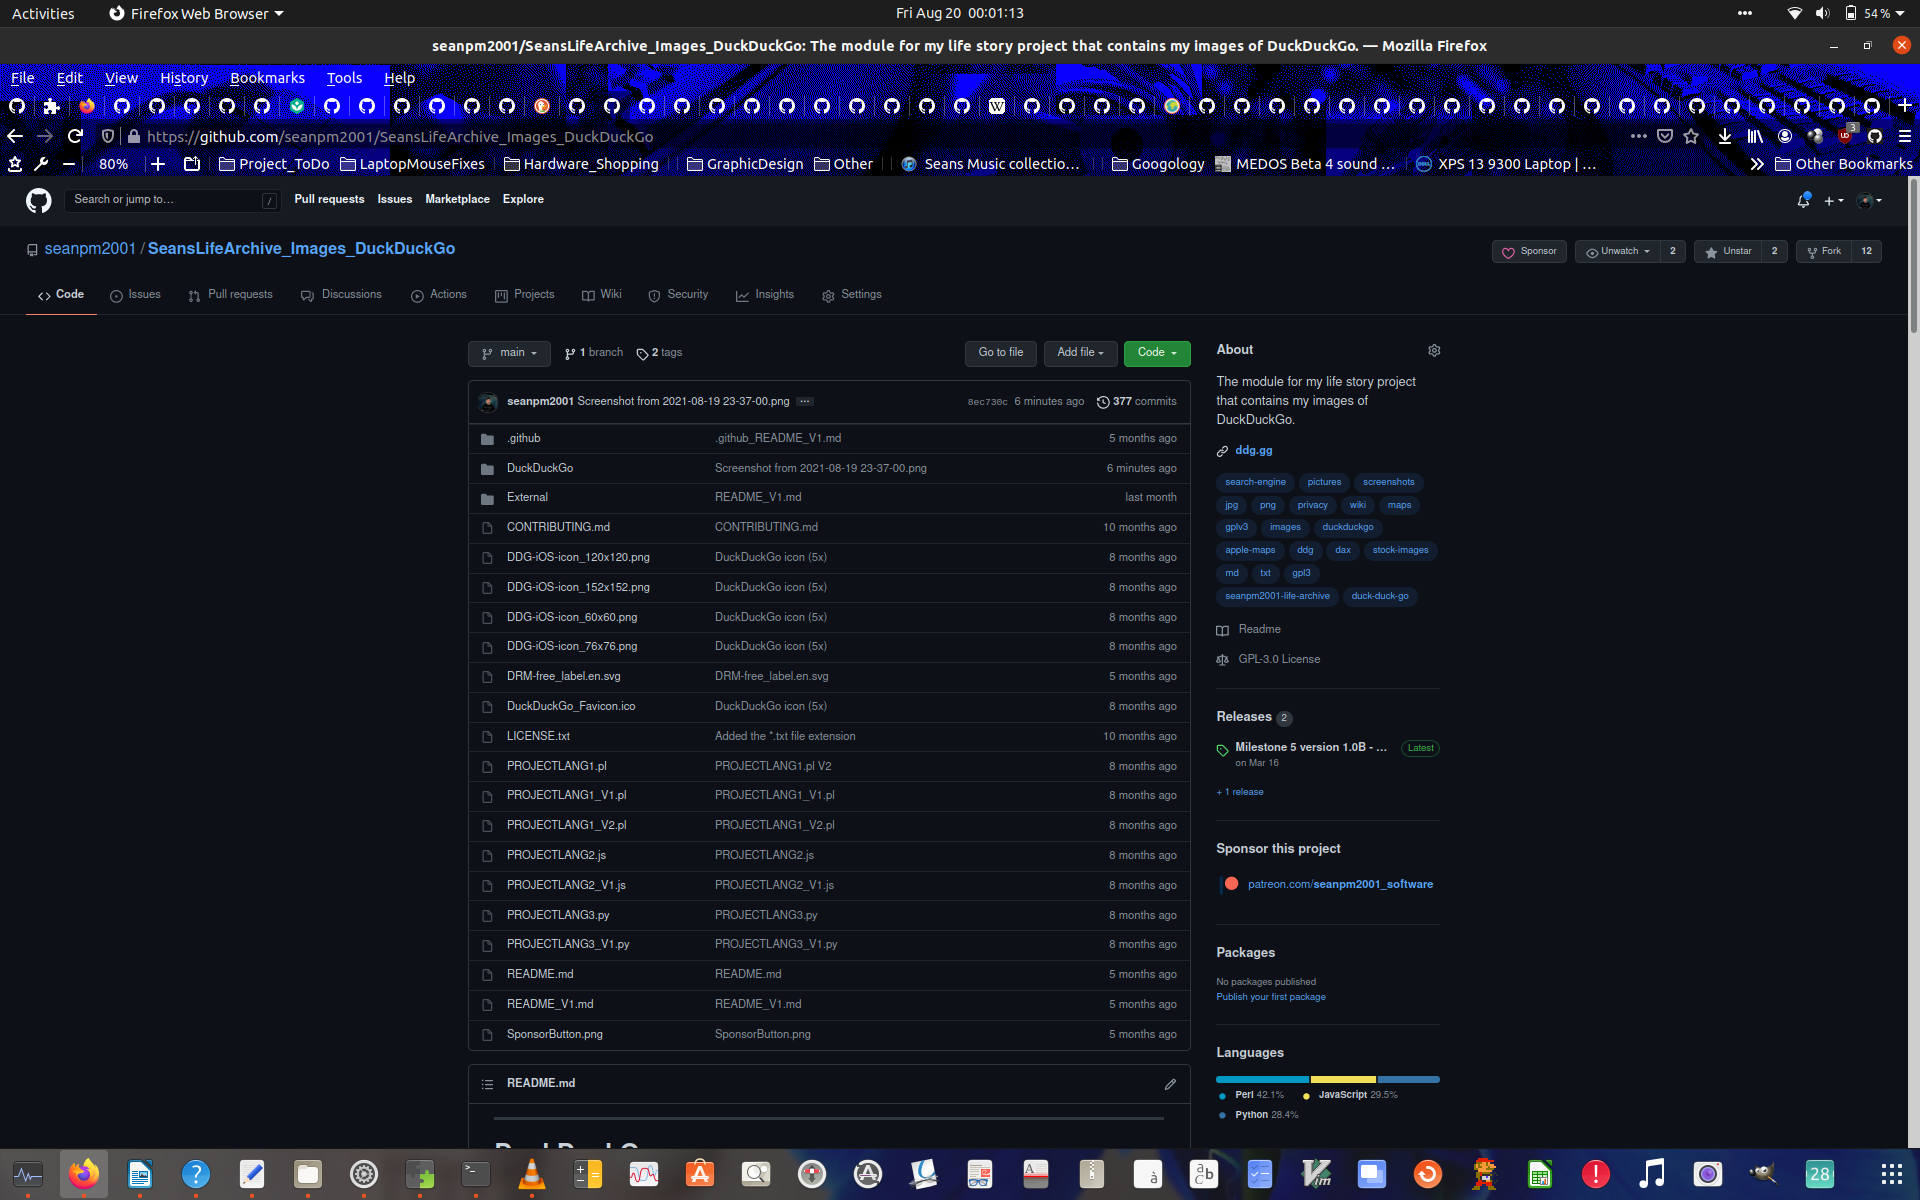 Activities Firefox Web Browser Fri Aug 20 00:01:13 54 %
seanpm2001/SeansLifeArchive_Images_DuckDuckGo: The module for my life story project that contains my images of DuckDuckGo. — Mozilla Firefox
File Edit View History Bookmarks Tools Help
https://github.com/seanpm2001/SeansLifeArchive_Images_DuckDuckGo 3
80% Project_ToDo LaptopMouseFixes Hardware_Shopping GraphicDesign Other Seans Music collectio… Googology MEDOS Beta 4 sound … XPS 13 9300 Laptop | … Other Bookmarks
Search or jump to… / Pull requests Issues Marketplace Explore
seanpm2001 / SeansLifeArchive_Images_DuckDuckGo Sponsor Unwatch 2 Unstar 2 Fork 12
Code Issues Pull requests Discussions Actions Projects Wiki Security Insights Settings
main 1 branch 2 tags Go to file Add file Code
seanpm2001 Screenshot from 2021-08-19 23-37-00.png … 8ec730c 6 minutes ago 377 commits
.github .github_README_V1.md 5 months ago
DuckDuckGo Screenshot from 2021-08-19 23-37-00.png 6 minutes ago
External README_V1.md last month
CONTRIBUTING.md CONTRIBUTING.md 10 months ago
DDG-iOS-icon_120x120.png DuckDuckGo icon (5x) 8 months ago
DDG-iOS-icon_152x152.png DuckDuckGo icon (5x) 8 months ago
DDG-iOS-icon_60x60.png DuckDuckGo icon (5x) 8 months ago
DDG-iOS-icon_76x76.png DuckDuckGo icon (5x) 8 months ago
DRM-free_label.en.svg DRM-free_label.en.svg 5 months ago
DuckDuckGo_Favicon.ico DuckDuckGo icon (5x) 8 months ago
LICENSE.txt Added the *.txt file extension 10 months ago
PROJECTLANG1.pl PROJECTLANG1.pl V2 8 months ago
PROJECTLANG1_V1.pl PROJECTLANG1_V1.pl 8 months ago
PROJECTLANG1_V2.pl PROJECTLANG1_V2.pl 8 months ago
PROJECTLANG2.js PROJECTLANG2.js 8 months ago
PROJECTLANG2_V1.js PROJECTLANG2_V1.js 8 months ago
PROJECTLANG3.py PROJECTLANG3.py 8 months ago
PROJECTLANG3_V1.py PROJECTLANG3_V1.py 8 months ago
README.md README.md 5 months ago
README_V1.md README_V1.md 5 months ago
SponsorButton.png SponsorButton.png 5 months ago
README.md
About
The module for my life story project
that contains my images of
DuckDuckGo.
ddg.gg
search-engine pictures screenshots
jpg png privacy wiki maps
gplv3 images duckduckgo
apple-maps ddg dax stock-images
md txt gpl3
seanpm2001-life-archive duck-duck-go
Readme
GPL-3.0 License
Releases 2
Milestone 5 version 1.0B - … Latest
on Mar 16
+ 1 release
Sponsor this project
patreon.com/seanpm2001_software
Packages
No packages published
Publish your first package
Languages
Perl 42.1% JavaScript 29.5%
Python 28.4%
28